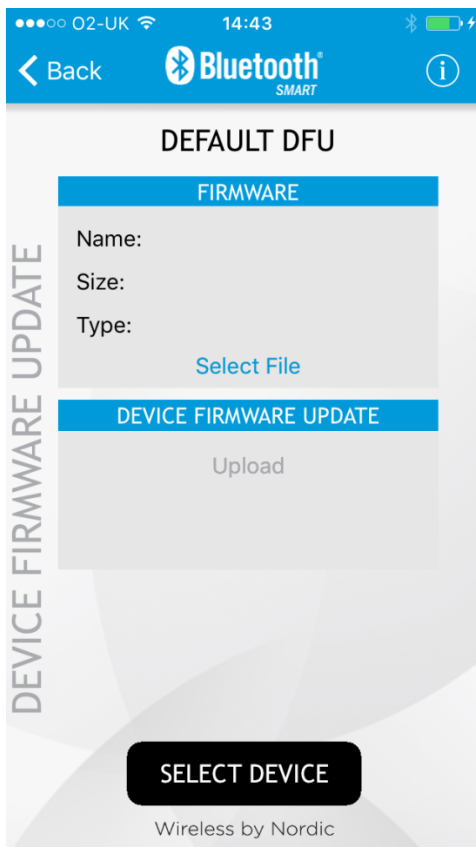 O2-UK 14:43
Back Bluetooth® SMART i
DEFAULT DFU
FIRMWARE
Name:
Size:
Type:
Select File
DEVICE FIRMWARE UPDATE
Upload
DEVICE FIRMWARE UPDATE
SELECT DEVICE
Wireless by Nordic